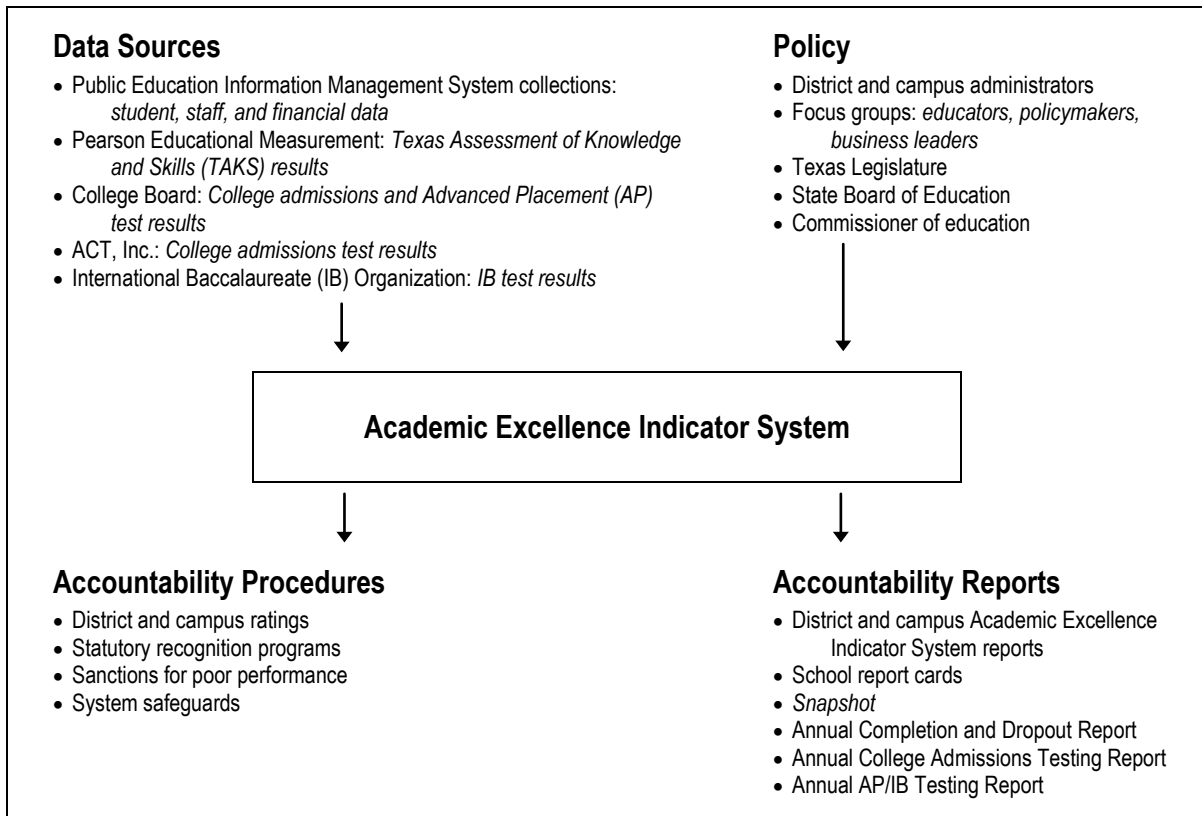 Data Sources
• Public Education Information Management System collections:
student, staff, and financial data
• Pearson Educational Measurement: Texas Assessment of Knowledge
and Skills (TAKS) results
• College Board: College admissions and Advanced Placement (AP)
test results
• ACT, Inc.: College admissions test results
• International Baccalaureate (IB) Organization: IB test results
Policy
• District and campus administrators
• Focus groups: educators, policymakers,
business leaders
• Texas Legislature
• State Board of Education
• Commissioner of education
Academic Excellence Indicator System
Accountability Procedures
• District and campus ratings
• Statutory recognition programs
• Sanctions for poor performance
• System safeguards
Accountability Reports
• District and campus Academic Excellence
Indicator System reports
• School report cards
• Snapshot
• Annual Completion and Dropout Report
• Annual College Admissions Testing Report
• Annual AP/IB Testing Report